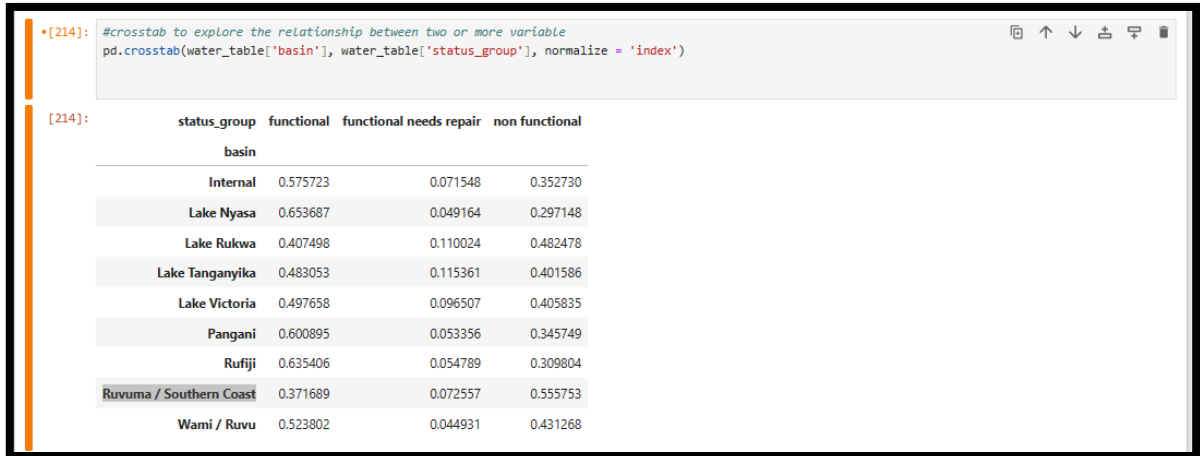 •[214]: #crosstab to explore the relationship between two or more variable
pd.crosstab(water_table['basin'], water_table['status_group'], normalize = 'index')
[214]:
status_group functional functional needs repair non functional
basin
Internal 0.575723 0.071548 0.352730
Lake Nyasa 0.653687 0.049164 0.297148
Lake Rukwa 0.407498 0.110024 0.482478
Lake Tanganyika 0.483053 0.115361 0.401586
Lake Victoria 0.497658 0.096507 0.405835
Pangani 0.600895 0.053356 0.345749
Rufiji 0.635406 0.054789 0.309804
Ruvuma / Southern Coast 0.371689 0.072557 0.555753
Wami / Ruvu 0.523802 0.044931 0.431268